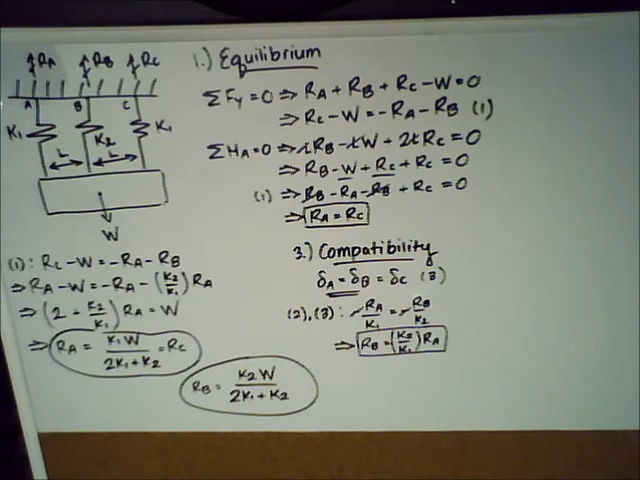 RA RB RC
A B C
K1 K2 K1
L L
W
1.) Equilibrium
ΣFy=0 ⇒ RA + RB + RC - W = 0
⇒ RC - W = -RA - RB (1)
ΣMA=0 ⇒ LRB - LW + 2LRC = 0
⇒ RB - W + RC + RC = 0
(1) ⇒ RB - RA - RB + RC = 0
⇒ RA = RC
3.) Compatibility
δA = δB = δC (3)
(2), (3): -RA/K1 = -RB/K2
⇒ RB = (K2/K1) RA
(1): RC - W = -RA - RB
⇒ RA - W = -RA - (K2/K1) RA
⇒ (2 + K2/K1) RA = W
⇒ RA = K1W/2K1+K2 = RC
RB = K2W/2K1+K2